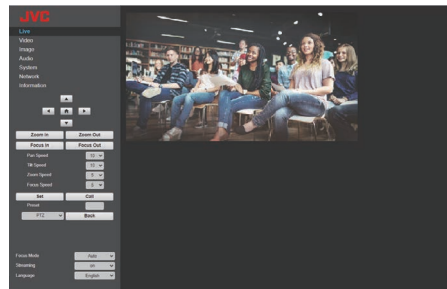 JVC
Live
Video
Image
Audio
System
Network
Information
Zoom In Zoom Out
Focus In Focus Out
Pan Speed
Tilt Speed
Zoom Speed
Focus Speed
Set Call
Preset
PTZ Back
Focus Mode Auto
Streaming on
Language English